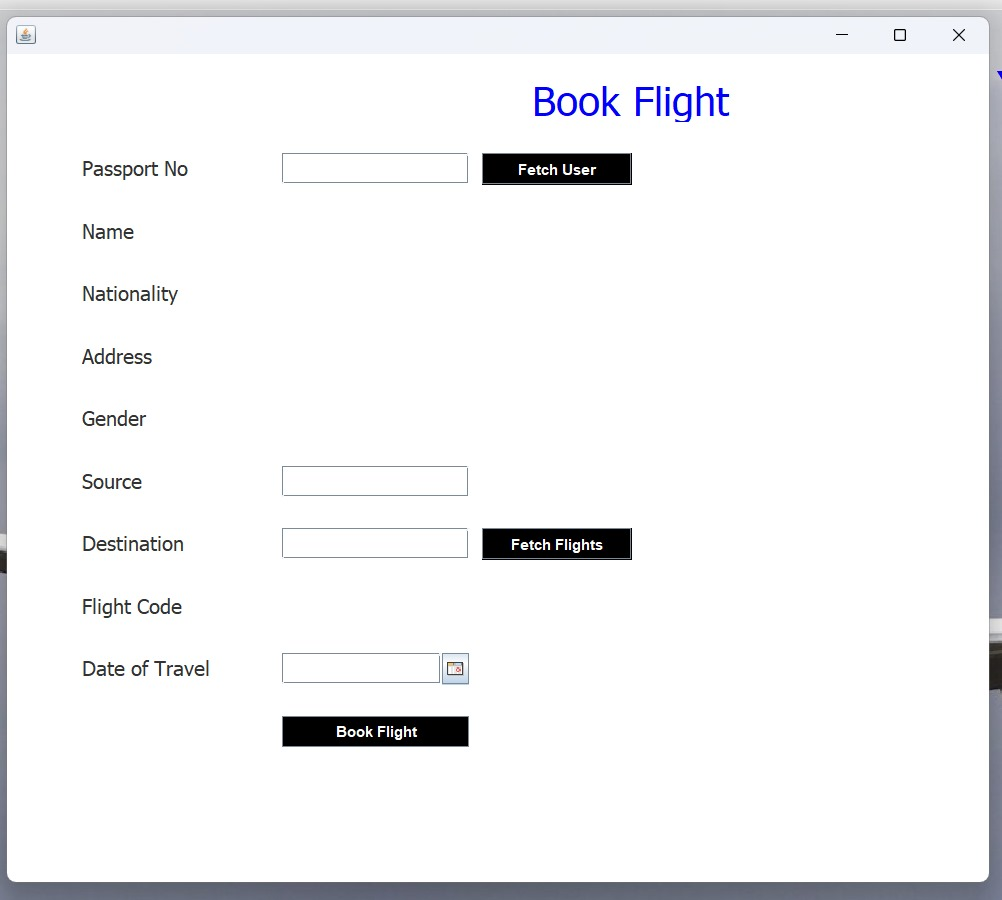 Book Flight
Passport No Fetch User
Name
Nationality
Address
Gender
Source
Destination Fetch Flights
Flight Code
Date of Travel
Book Flight